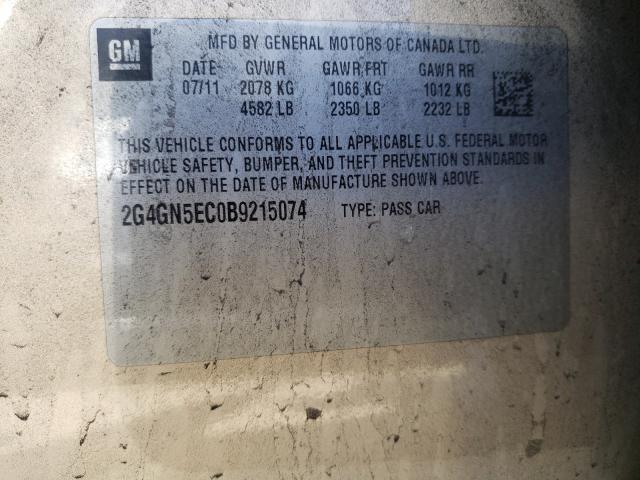 GM
MFD BY GENERAL MOTORS OF CANADA LTD.
DATE GVWR GAWR FRT GAWR RR
07/11 2078 KG 1066 KG 1012 KG
4582 LB 2350 LB 2232 LB
THIS VEHICLE CONFORMS TO ALL APPLICABLE U.S. FEDERAL MOTOR
VEHICLE SAFETY, BUMPER, AND THEFT PREVENTION STANDARDS IN
EFFECT ON THE DATE OF MANUFACTURE SHOWN ABOVE.
2G4GN5EC0B9215074 TYPE: PASS CAR